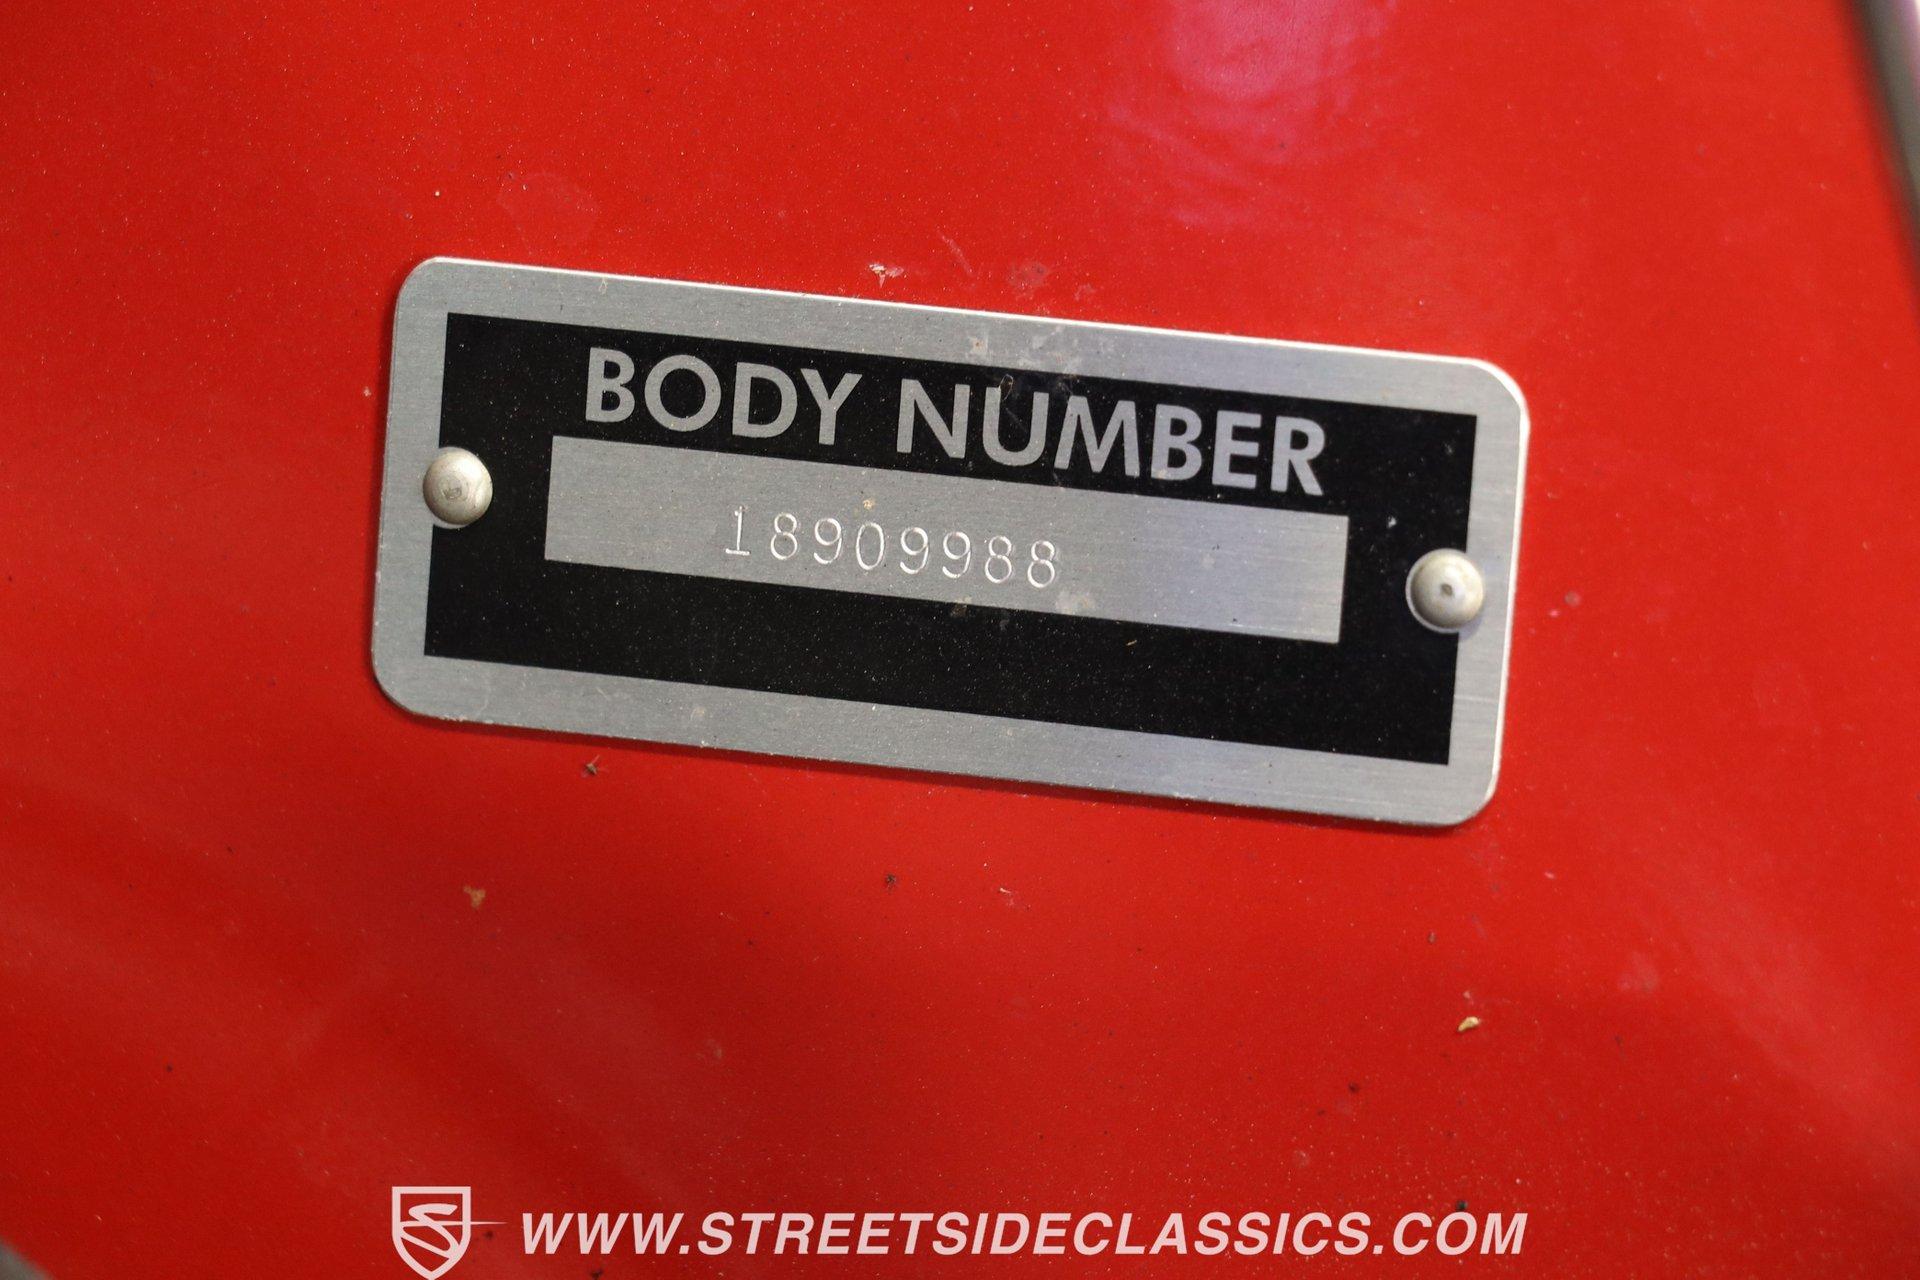 BODY NUMBER
18909988
WWW.STREETSIDECLASSICS.COM